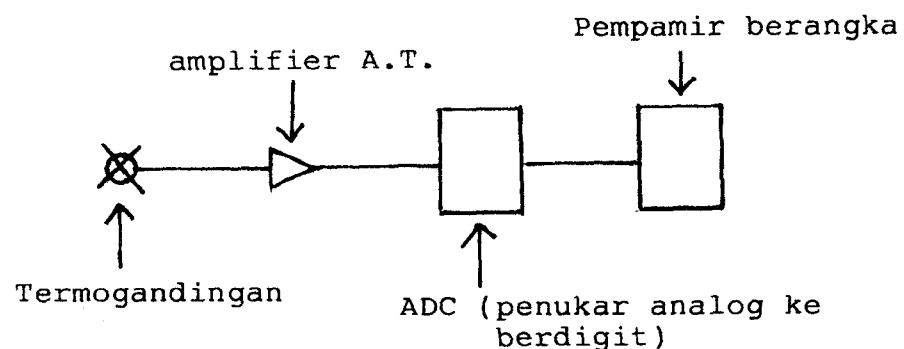 Pempamir berangka
amplifier A.T.
Termogandingan
ADC (penukar analog ke
berdigit)